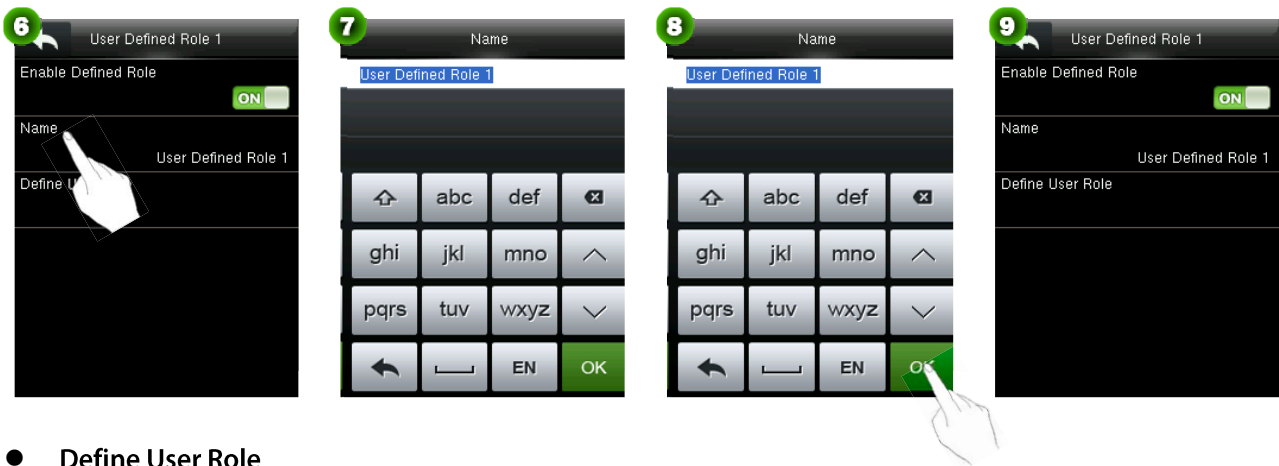 6
User Defined Role 1
Enable Defined Role
ON
Name
User Defined Role 1
Define U
7
Name
User Defined Role 1
abc def
ghi jkl mno
pqrs tuv wxyz
EN OK
8
Name
User Defined Role 1
abc def
ghi jkl mno
pqrs tuv wxyz
EN OK
9
User Defined Role 1
Enable Defined Role
ON
Name
User Defined Role 1
Define User Role
● Define User Role